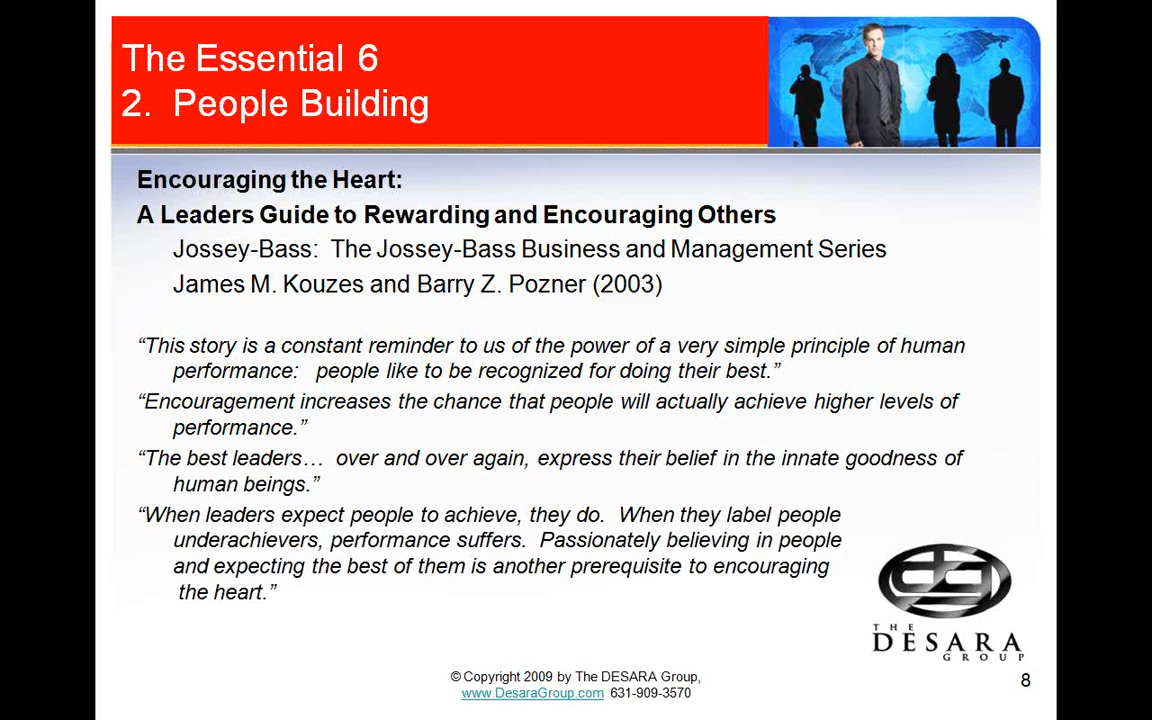 The Essential 6
2. People Building
Encouraging the Heart:
A Leaders Guide to Rewarding and Encouraging Others
Jossey-Bass: The Jossey-Bass Business and Management Series
James M. Kouzes and Barry Z. Pozner (2003)
“This story is a constant reminder to us of the power of a very simple principle of human
performance: people like to be recognized for doing their best.”
“Encouragement increases the chance that people will actually achieve higher levels of
performance.”
“The best leaders… over and over again, express their belief in the innate goodness of
human beings.”
“When leaders expect people to achieve, they do. When they label people
underachievers, performance suffers. Passionately believing in people
and expecting the best of them is another prerequisite to encouraging
the heart.”
THE
DESARA
GROUP
© Copyright 2009 by The DESARA Group,
www.DesaraGroup.com 631-909-3570
8